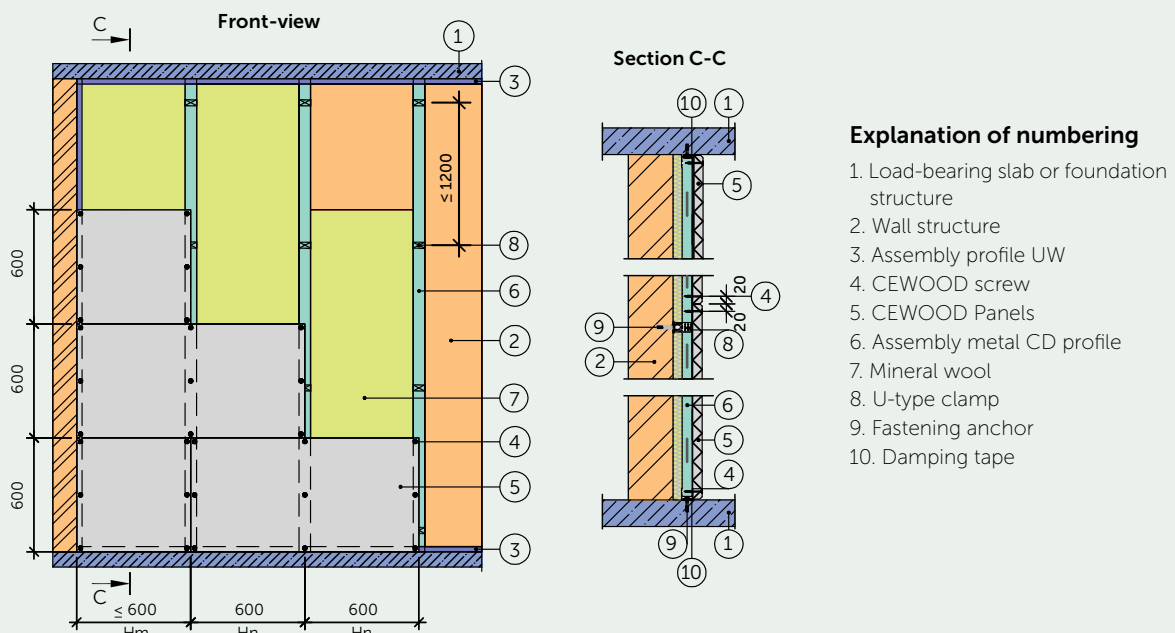 Front-view
C
1
3
≤ 1200
8
6
2
7
4
5
3
600
600
600
C
≤ 600
600
600
Hm
Hn
Hn
Section C-C
10
1
5
20
20
4
9
8
2
6
5
4
9
1
10
Explanation of numbering
1. Load-bearing slab or foundation
structure
2. Wall structure
3. Assembly profile UW
4. CEWOOD screw
5. CEWOOD Panels
6. Assembly metal CD profile
7. Mineral wool
8. U-type clamp
9. Fastening anchor
10. Damping tape